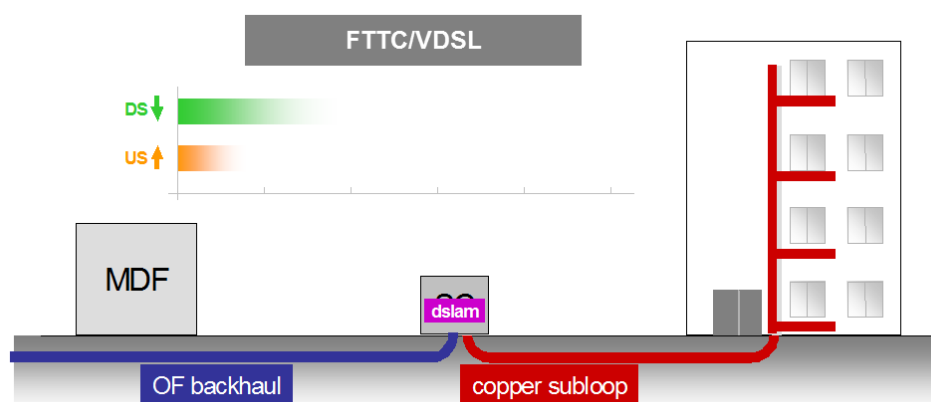 FTTC/VDSL
DS
US
MDF
dslam
OF backhaul
copper subloop